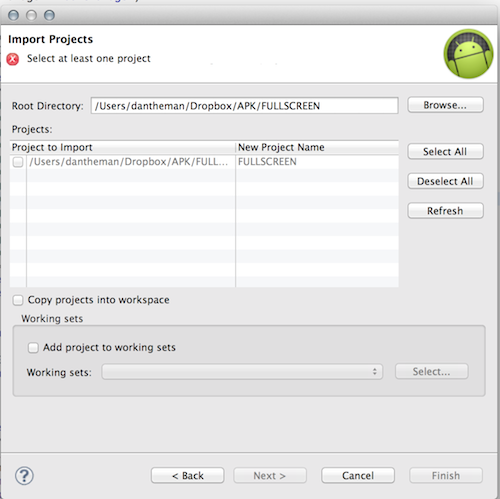 Import Projects
Select at least one project
Root Directory: /Users/dantheman/Dropbox/APK/FULLSCREEN Browse...
Projects:
Project to Import New Project Name
/Users/dantheman/Dropbox/APK/FULL... FULLSCREEN
Select All
Deselect All
Refresh
Copy projects into workspace
Working sets
Add project to working sets
Working sets: Select...
? < Back Next > Cancel Finish